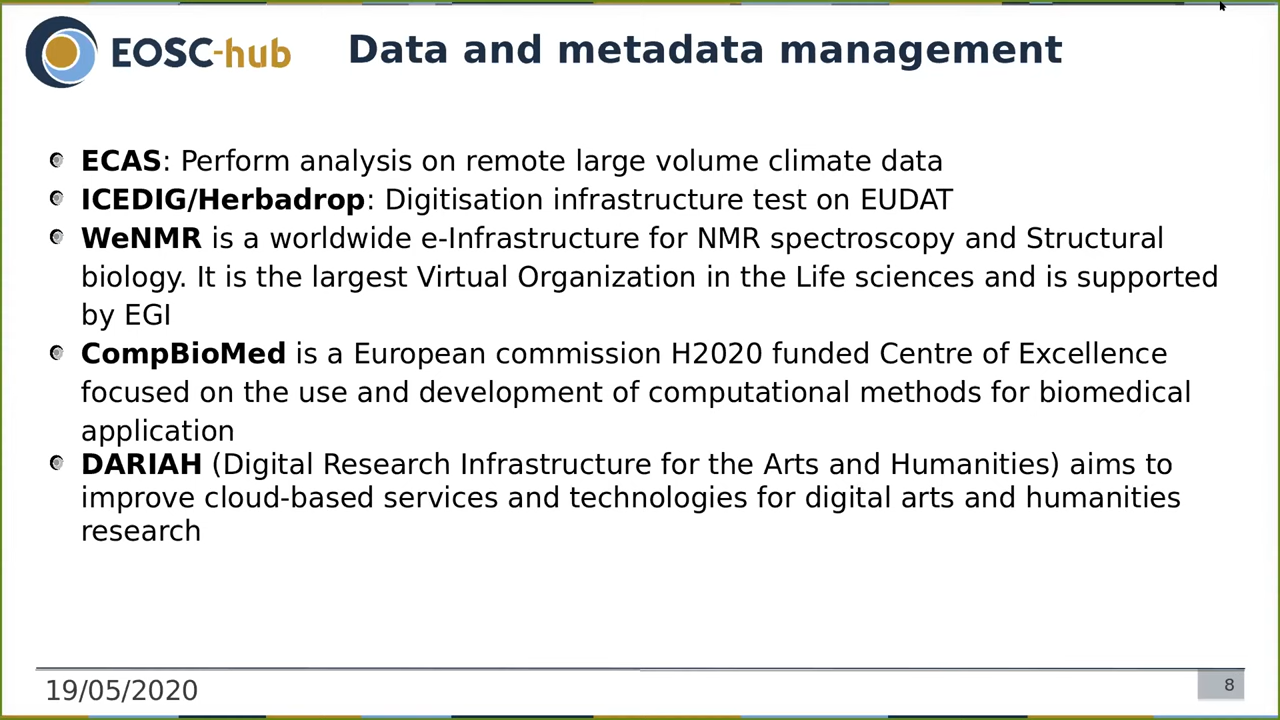 EOSC-hub
Data and metadata management
ECAS: Perform analysis on remote large volume climate data
ICEDIG/Herbadrop: Digitisation infrastructure test on EUDAT
WeNMR is a worldwide e-Infrastructure for NMR spectroscopy and Structural
biology. It is the largest Virtual Organization in the Life sciences and is supported
by EGI
CompBioMed is a European commission H2020 funded Centre of Excellence
focused on the use and development of computational methods for biomedical
application
DARIAH (Digital Research Infrastructure for the Arts and Humanities) aims to
improve cloud-based services and technologies for digital arts and humanities
research
19/05/2020
8